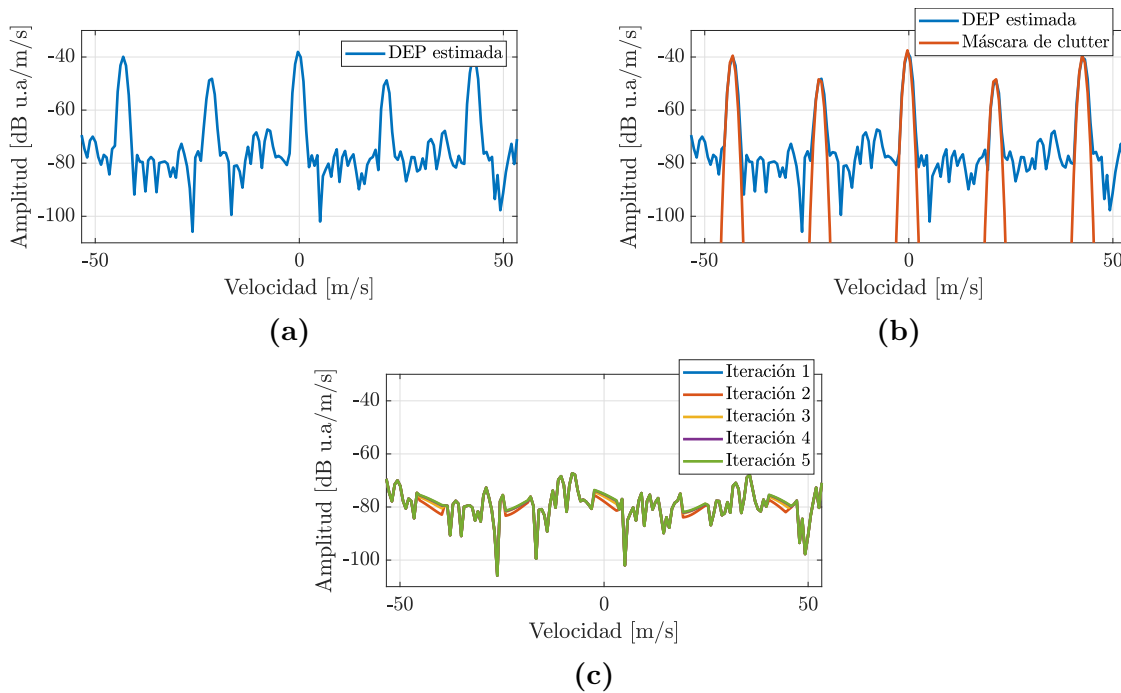 Amplitud [dB u.a/m/s]
-40
-60
-80
-100
DEP estimada
-50
0
50
Velocidad [m/s]
(a)
Amplitud [dB u.a/m/s]
-40
-60
-80
-100
DEP estimada
Máscara de clutter
-50
0
50
Velocidad [m/s]
(b)
Amplitud [dB u.a/m/s]
-40
-60
-80
-100
Iteración 1
Iteración 2
Iteración 3
Iteración 4
Iteración 5
-50
0
50
Velocidad [m/s]
(c)